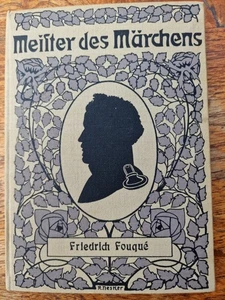 Meiſter des Märchens
Friedrich Fouqué